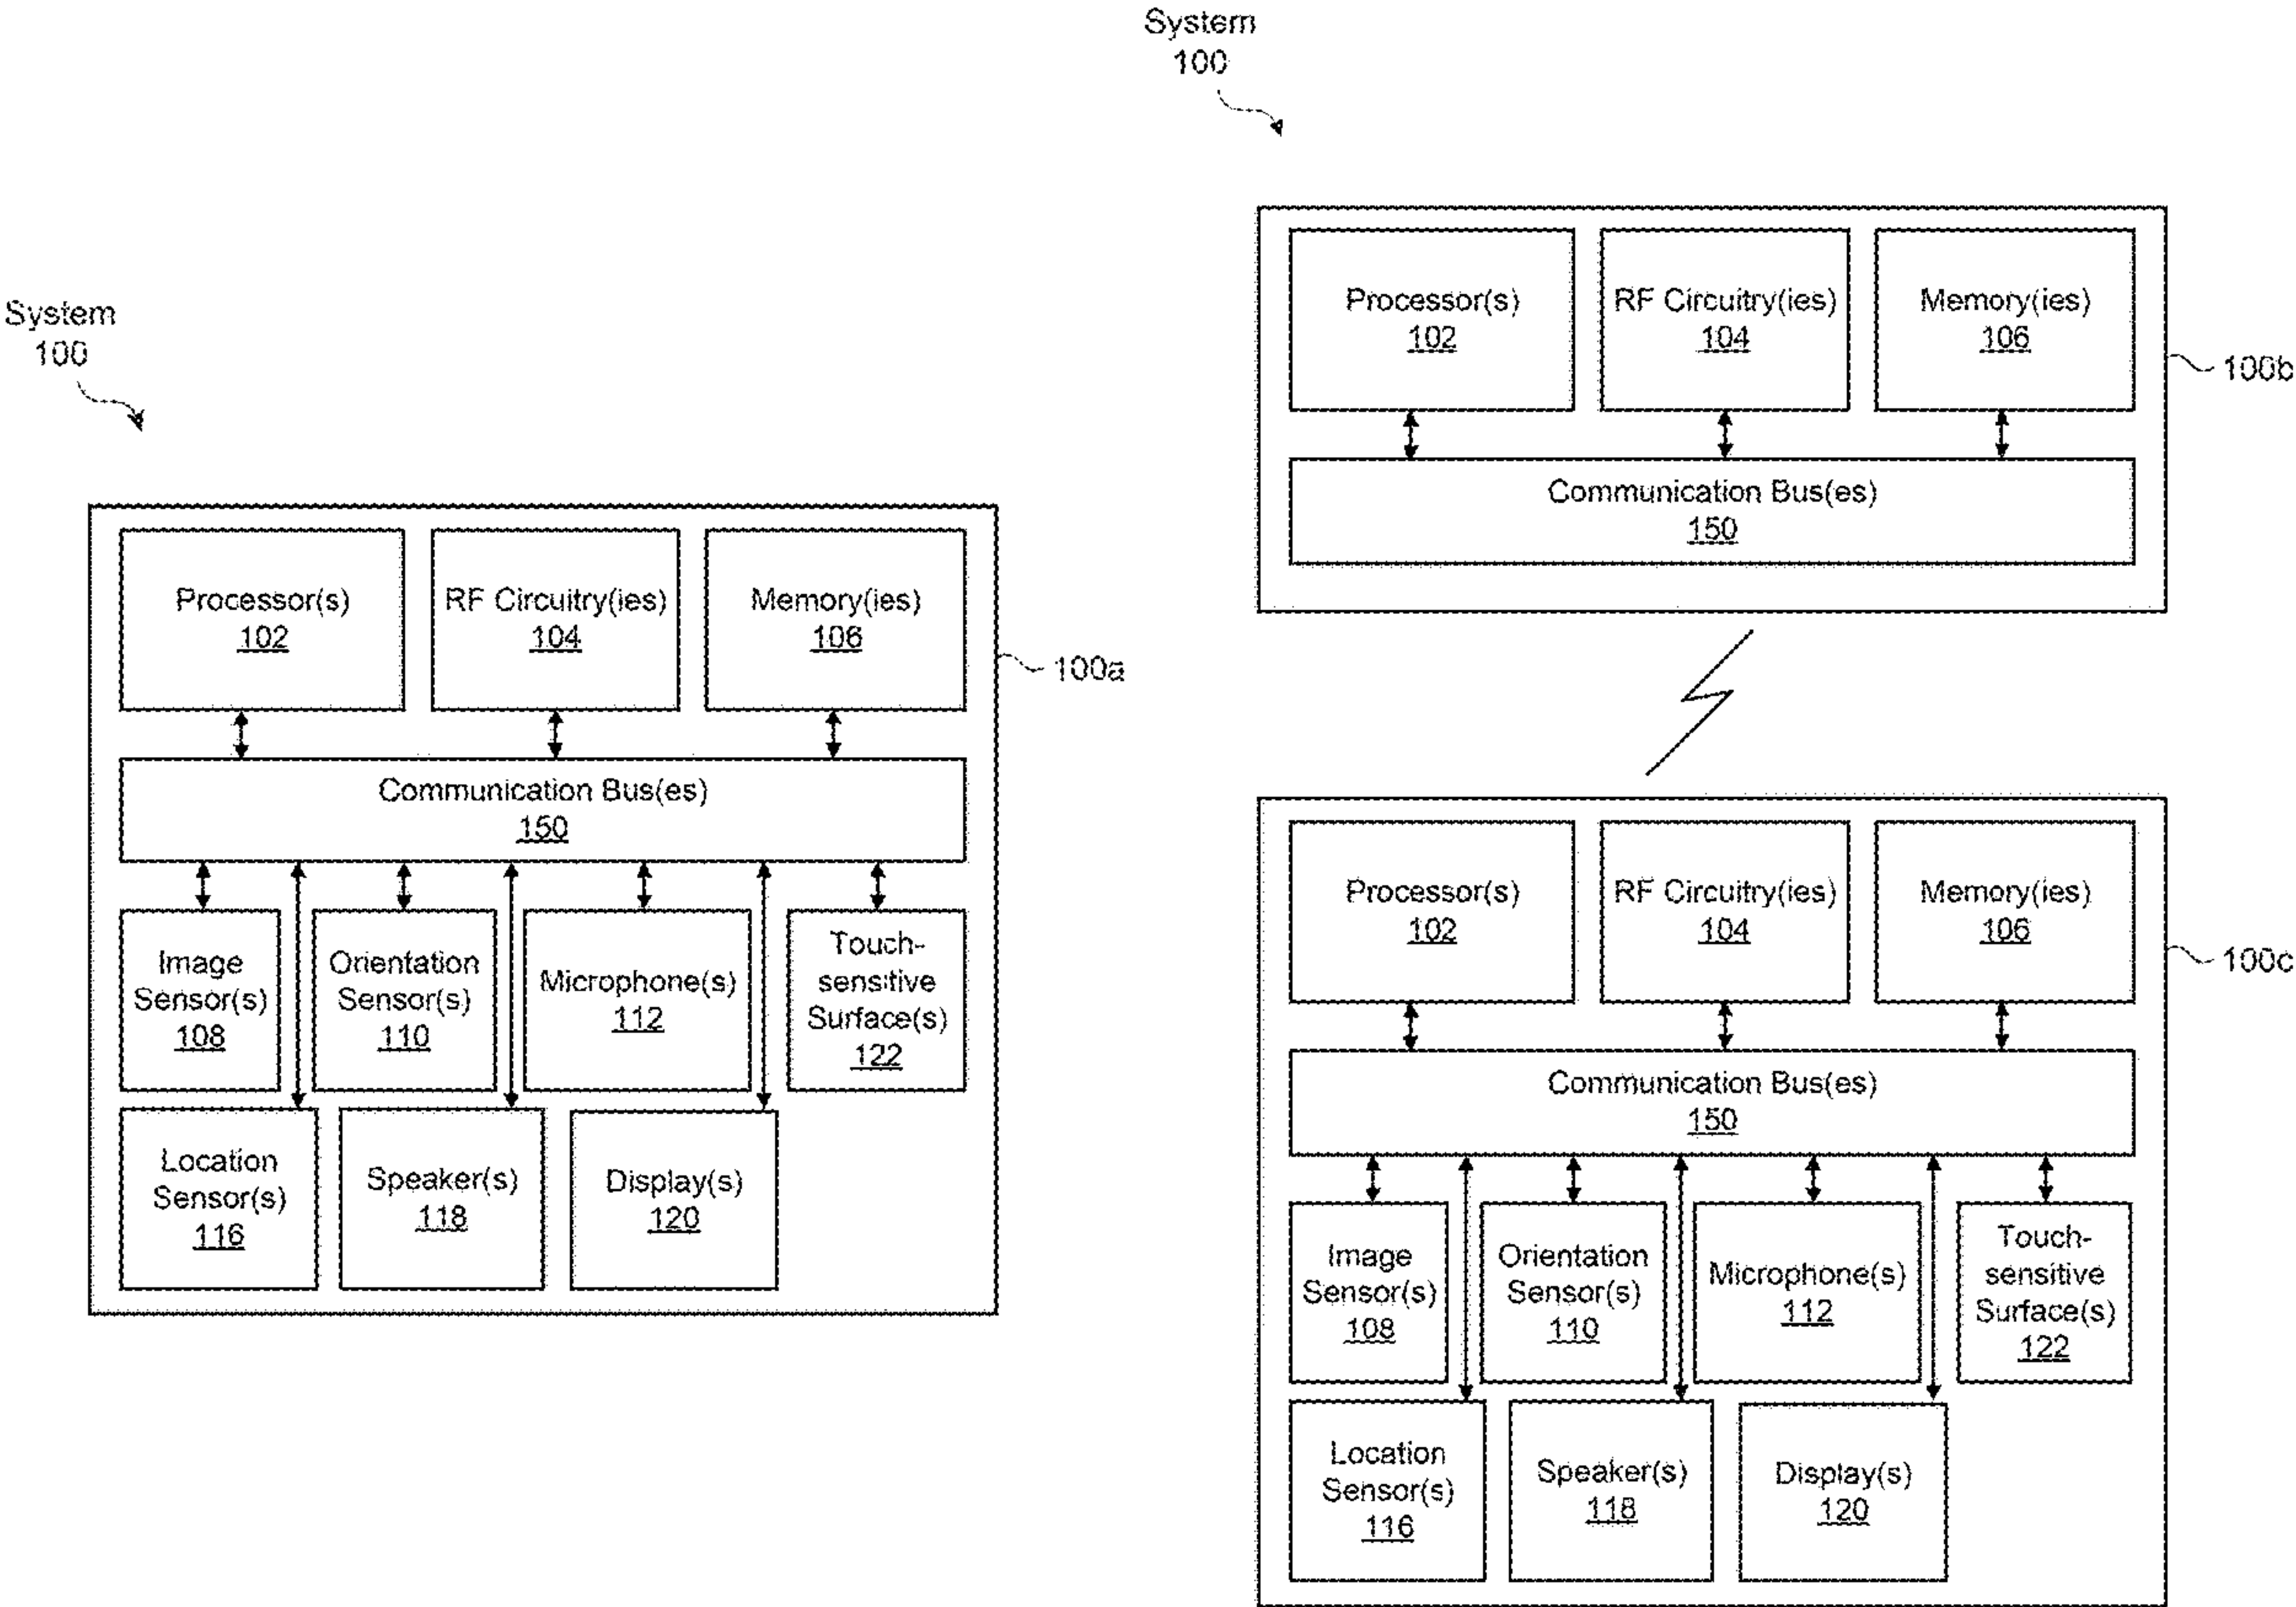 System
100
Processor(s)
102
RF Circuitry(ies)
104
Memory(ies)
106
100a
Communication Bus(es)
150
Image
Sensor(s)
108
Orientation
Sensor(s)
110
Microphone(s)
112
Touch-
sensitive
Surface(s)
122
Location
Sensor(s)
116
Speaker(s)
118
Display(s)
120
System
100
Processor(s)
102
RF Circuitry(ies)
104
Memory(ies)
106
100b
Communication Bus(es)
150
Processor(s)
102
RF Circuitry(ies)
104
Memory(ies)
106
100c
Communication Bus(es)
150
Image
Sensor(s)
108
Orientation
Sensor(s)
110
Microphone(s)
112
Touch-
sensitive
Surface(s)
122
Location
Sensor(s)
116
Speaker(s)
118
Display(s)
120